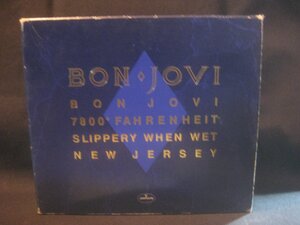 BON JOVI
BON JOVI
7800° FAHRENHEIT
SLIPPERY WHEN WET
NEW JERSEY